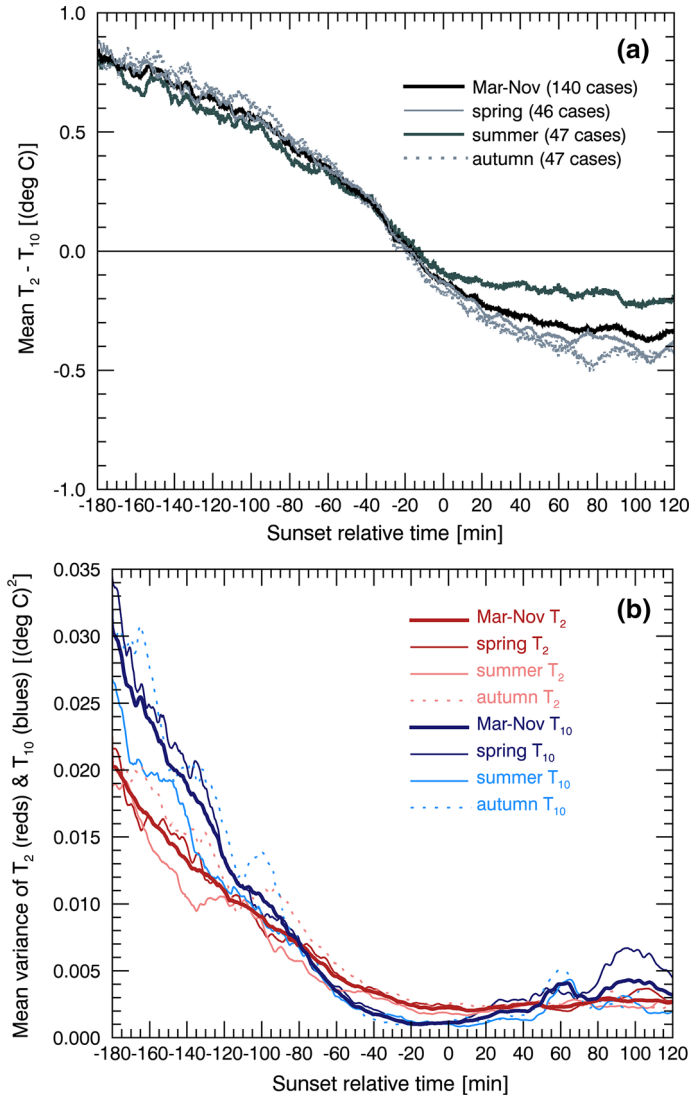 1.0
(a)
Mar-Nov (140 cases)
spring (46 cases)
summer (47 cases)
autumn (47 cases)
0.5
0.0
-0.5
-1.0
Mean T2 - T10 [(deg C)]
-180 -160 -140 -120 -100 -80 -60 -40 -20 0 20 40 60 80 100 120
Sunset relative time [min]
0.035
(b)
Mar-Nov T2
spring T2
summer T2
autumn T2
Mar-Nov T10
spring T10
summer T10
autumn T10
0.030
0.025
0.020
0.015
0.010
0.005
0.000
Mean variance of T2 (reds) & T10 (blues) [(deg C)2]
-180 -160 -140 -120 -100 -80 -60 -40 -20 0 20 40 60 80 100 120
Sunset relative time [min]